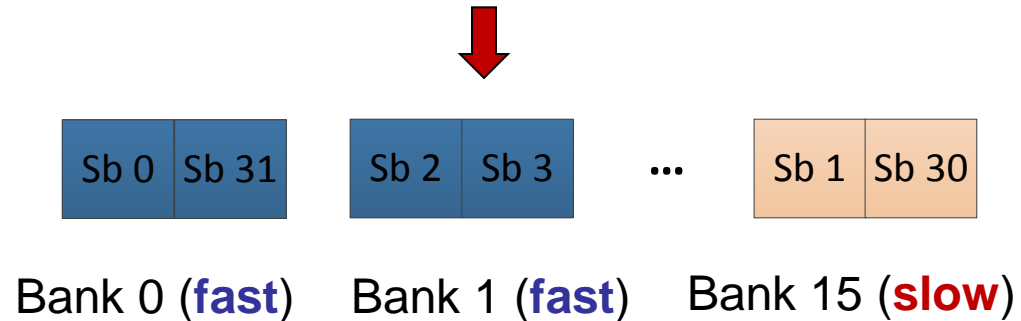 Sb 0 Sb 31 Sb 2 Sb 3 ... Sb 1 Sb 30
Bank 0 (fast) Bank 1 (fast) Bank 15 (slow)